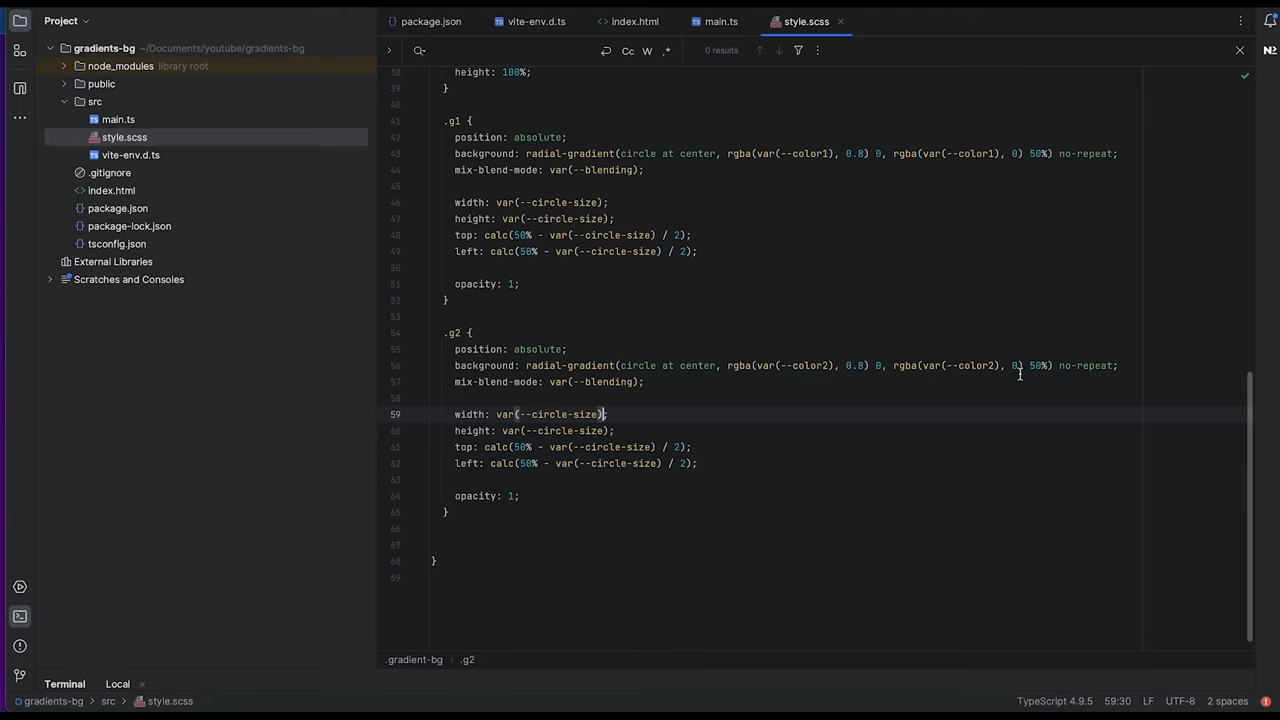 Project
package.json
TS vite-env.d.ts
index.html
TS main.ts
style.scss
gradients-bg ~/Documents/youtube/gradients-bg
node_modules library root
public
src
main.ts
style.scss
vite-env.d.ts
.gitignore
index.html
package.json
package-lock.json
tsconfig.json
External Libraries
Scratches and Consoles
Cc W .* 0 results
38 height: 100%;
39 }
40
41 .g1 {
42 position: absolute;
43 background: radial-gradient(circle at center, rgba(var(--color1), 0.8) 0, rgba(var(--color1), 0) 50%) no-repeat;
44 mix-blend-mode: var(--blending);
45
46 width: var(--circle-size);
47 height: var(--circle-size);
48 top: calc(50% - var(--circle-size) / 2);
49 left: calc(50% - var(--circle-size) / 2);
50
51 opacity: 1;
52 }
53
54 .g2 {
55 position: absolute;
56 background: radial-gradient(circle at center, rgba(var(--color2), 0.8) 0, rgba(var(--color2), 0) 50%) no-repeat;
57 mix-blend-mode: var(--blending);
58
59 width: var(--circle-size);
60 height: var(--circle-size);
61 top: calc(50% - var(--circle-size) / 2);
62 left: calc(50% - var(--circle-size) / 2);
63
64 opacity: 1;
65 }
66
67
68 }
69
.gradient-bg .g2
Terminal Local
gradients-bg src style.scss
TypeScript 4.9.5 59:30 LF UTF-8 2 spaces